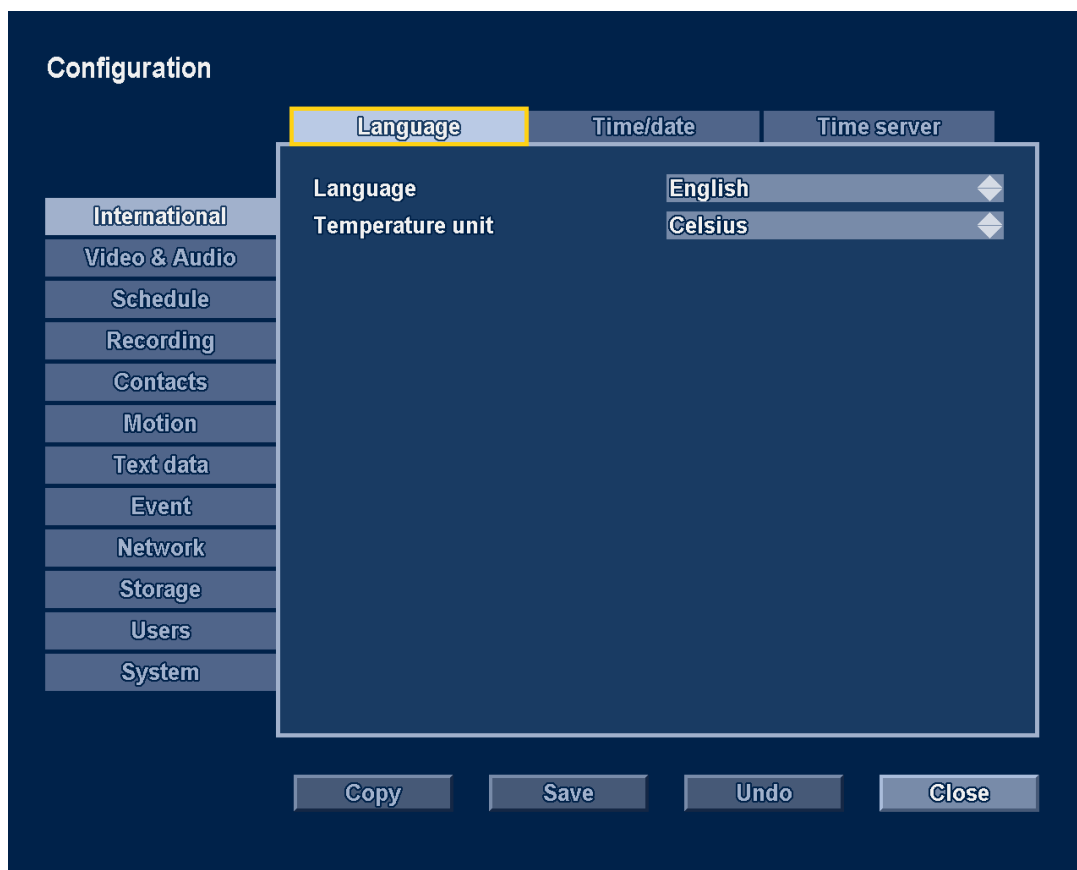 Configuration
Language Time/date Time server
Language English
Temperature unit Celsius
International
Video & Audio
Schedule
Recording
Contacts
Motion
Text data
Event
Network
Storage
Users
System
Copy Save Undo Close